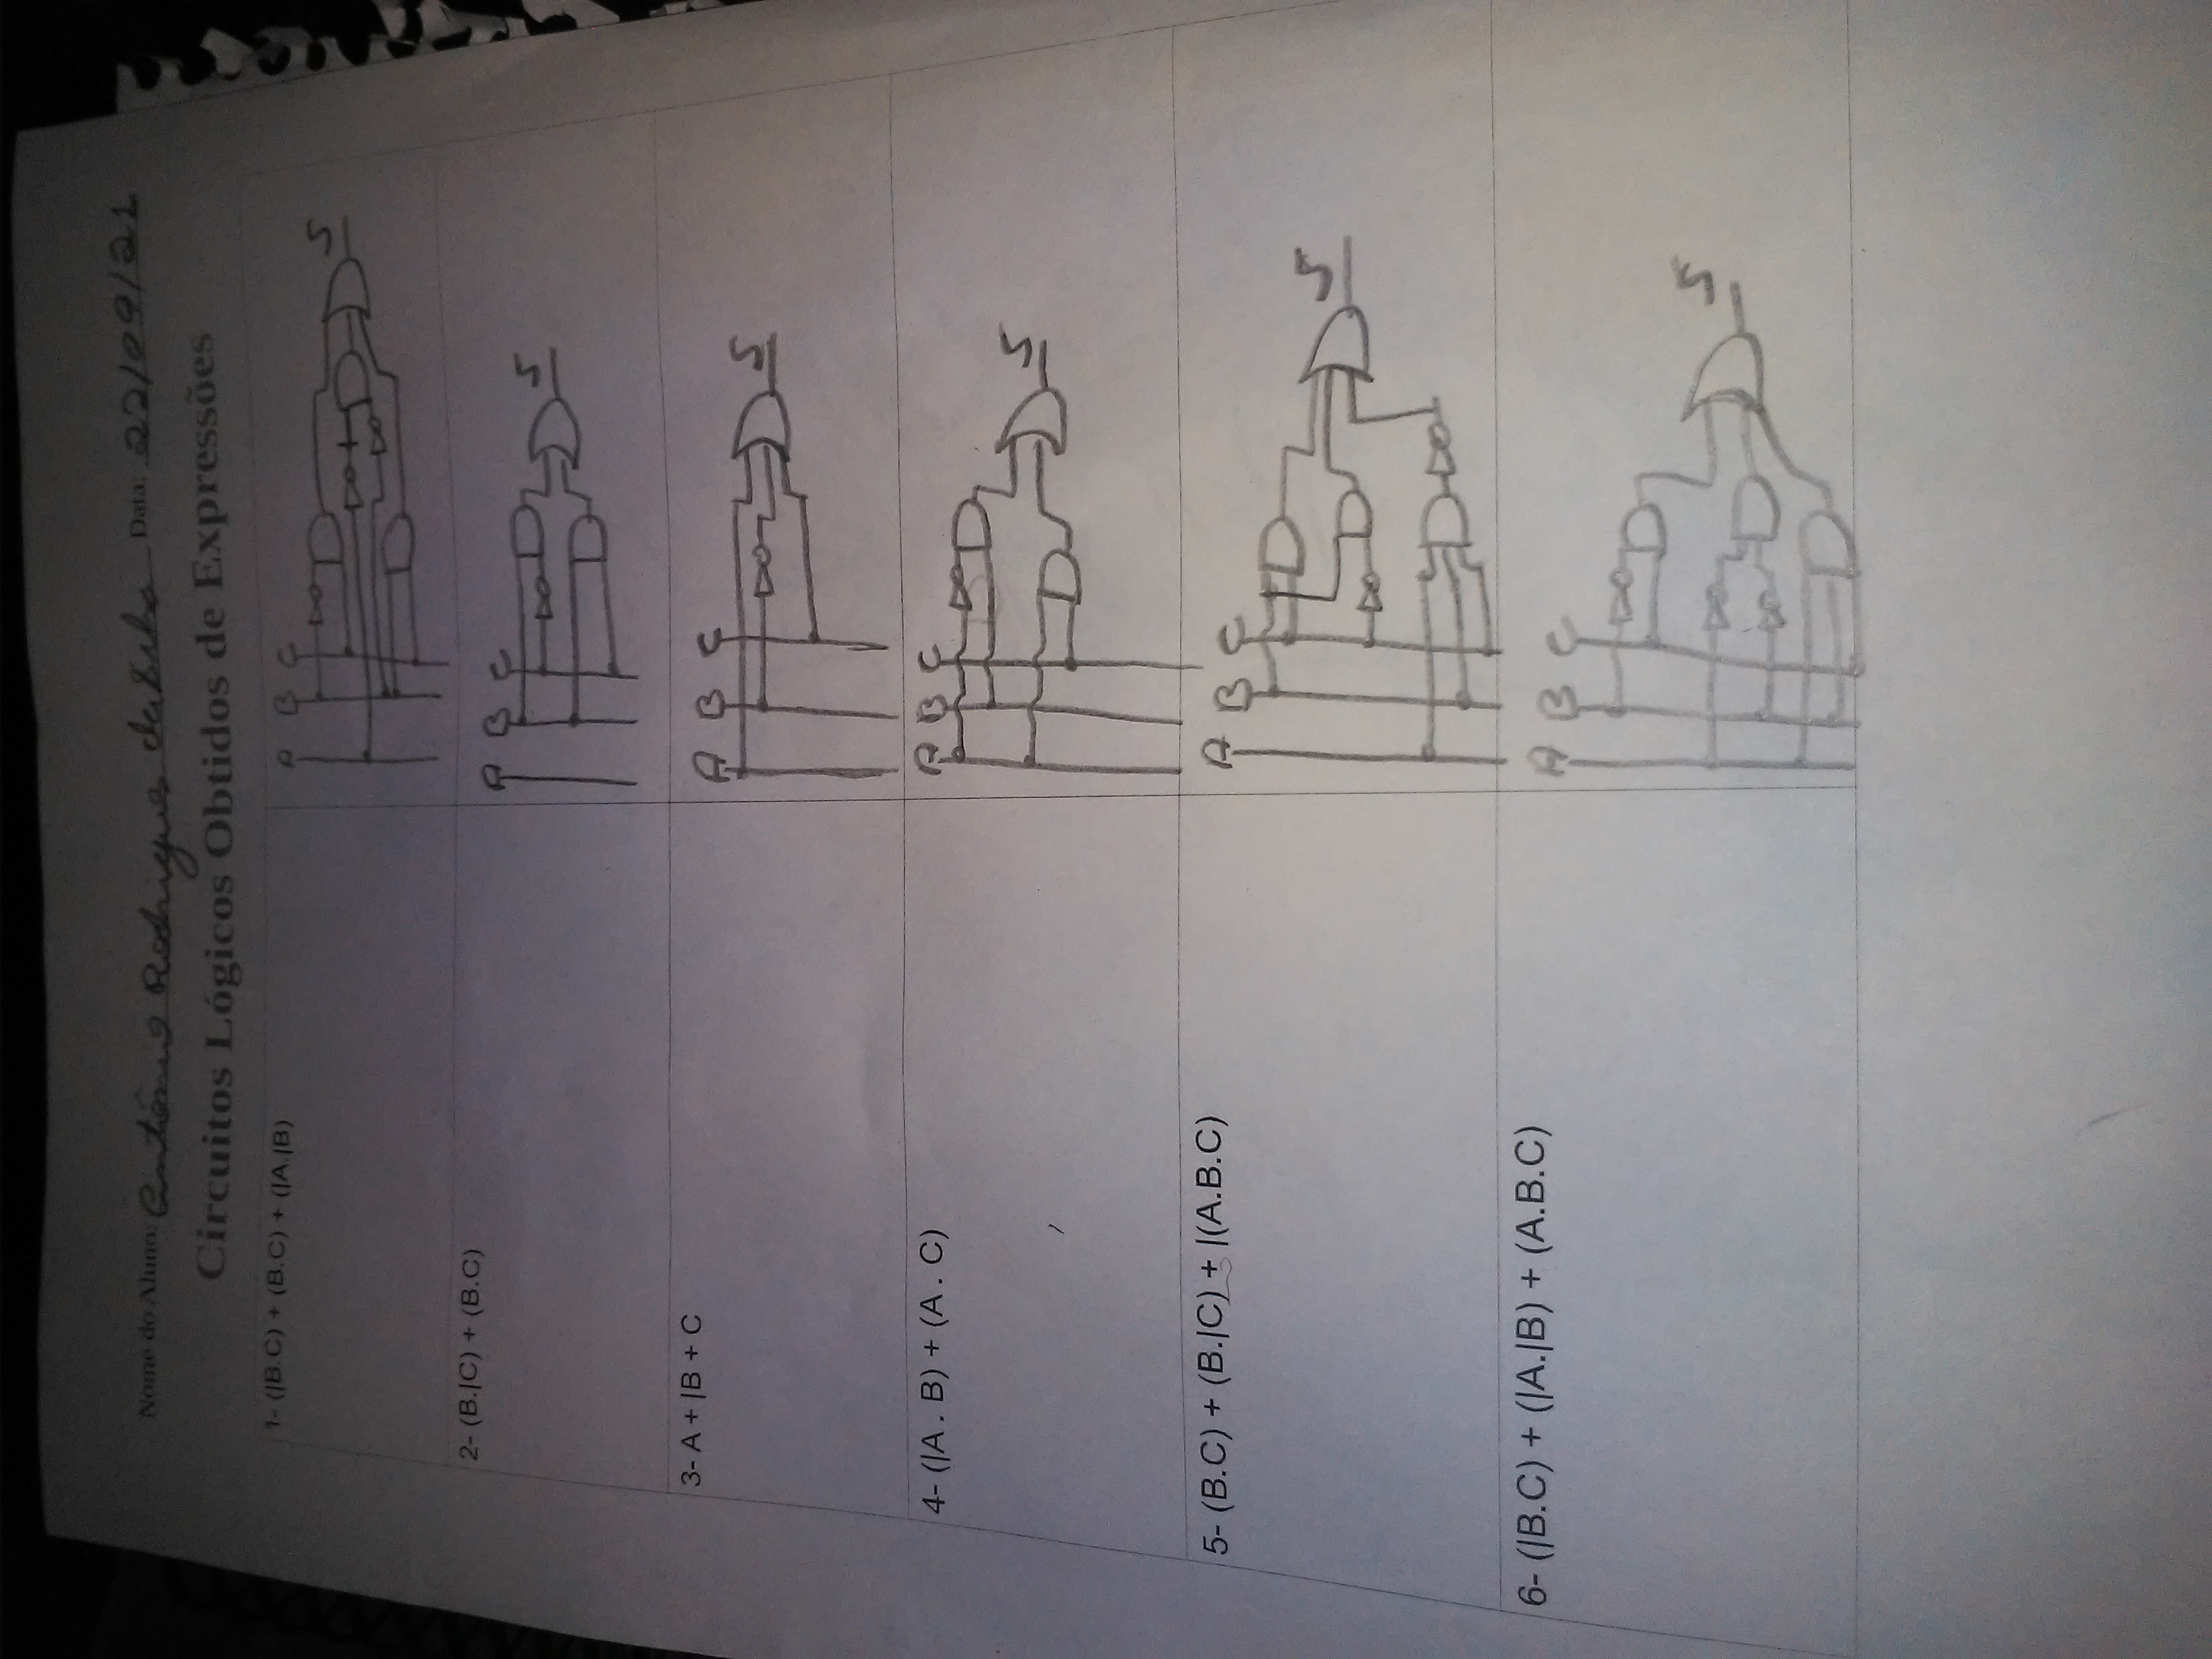 Nome do Aluno: Antônio Rodrigues da Silva Data: 22/09/21
Circuitos Lógicos Obtidos de Expressões
1- (|B.C) + (B.C) + (|A.|B)
A B C
S
2- (B.|C) + (B.C)
A B C
S
3- A + |B + C
A B C
S
4- (|A . B) + (A . C)
A B C
S
5- (B.C) + (B.|C) + |(A.B.C)
A B C
S
6- (|B.C) + (|A.|B) + (A.B.C)
A B C
S